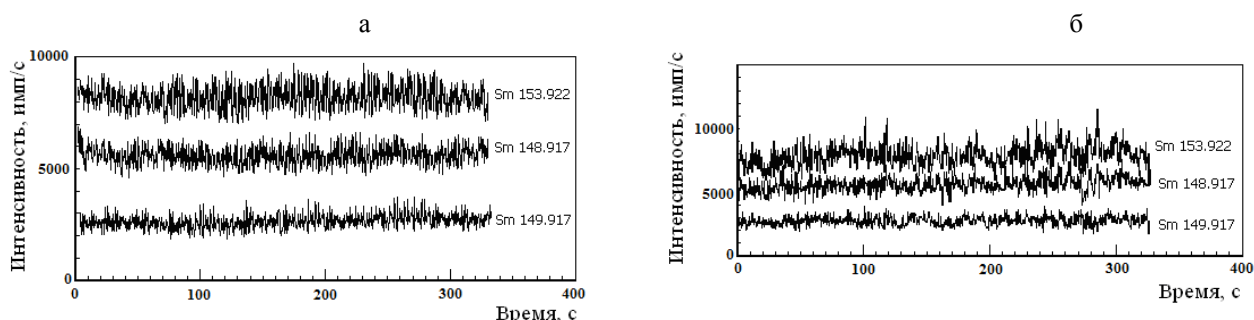 а
Интенсивность, имп/с
10000
5000
0
Sm 153.922
Sm 148.917
Sm 149.917
0 100 200 300 400
Время, с
б
Интенсивность, имп/с
10000
5000
0
Sm 153.922
Sm 148.917
Sm 149.917
0 100 200 300 400
Время, с